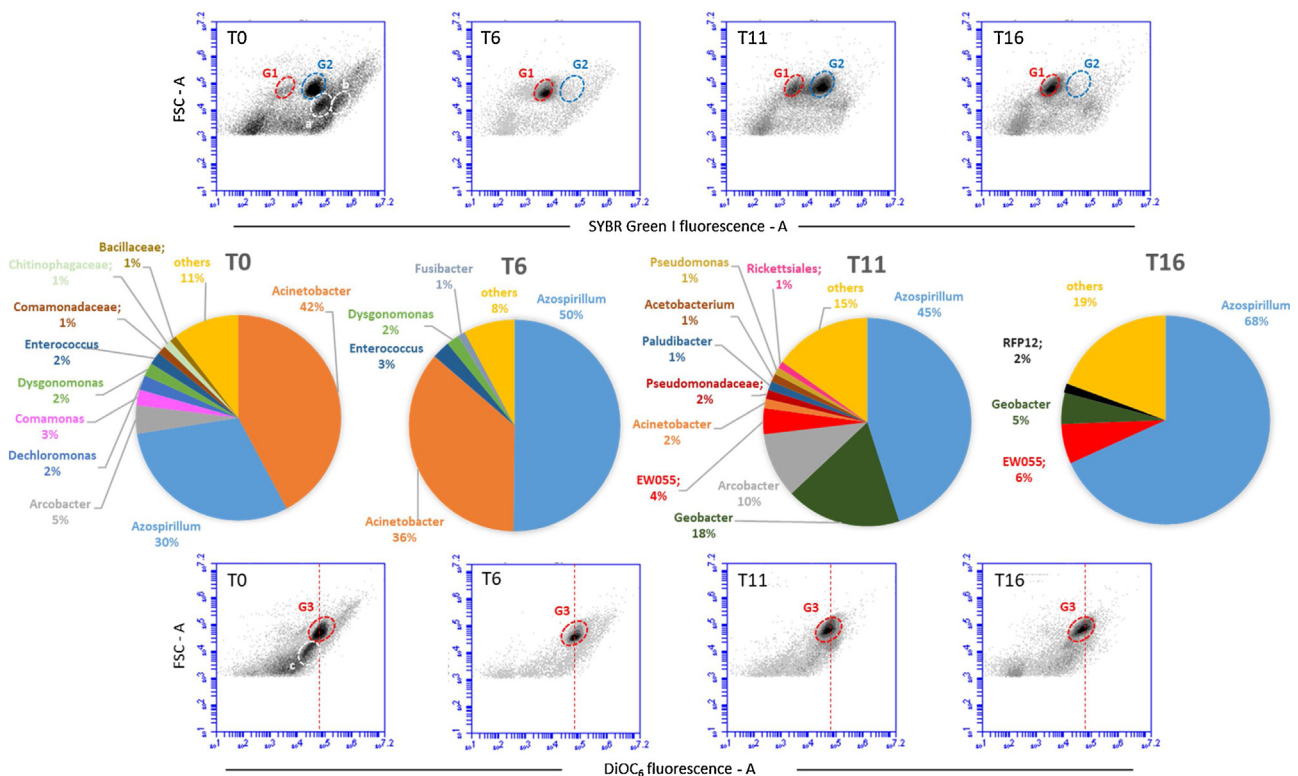 T0
G1
G2
b
a
T6
G1
G2
T11
G1
G2
T16
G1
G2
FSC - A
SYBR Green I fluorescence - A
T0
Bacillaceae;
1%
others
11%
Chitinophagaceae;
1%
Comamonadaceae;
1%
Enterococcus
2%
Dysgonomonas
2%
Comamonas
3%
Dechloromonas
2%
Arcobacter
5%
Azospirillum
30%
Acinetobacter
42%
T6
Fusibacter
1%
others
8%
Azospirillum
50%
Dysgonomonas
2%
Enterococcus
3%
Acinetobacter
36%
T11
Pseudomonas
1%
Rickettsiales;
1%
others
15%
Azospirillum
45%
Acetobacterium
1%
Paludibacter
1%
Pseudomonadaceae;
2%
Acinetobacter
2%
EW055;
4%
Arcobacter
10%
Geobacter
18%
T16
others
19%
Azospirillum
68%
RFP12;
2%
Geobacter
5%
EW055;
6%
T0
G3
c
T6
G3
T11
G3
T16
G3
FSC - A
DiOC6 fluorescence - A